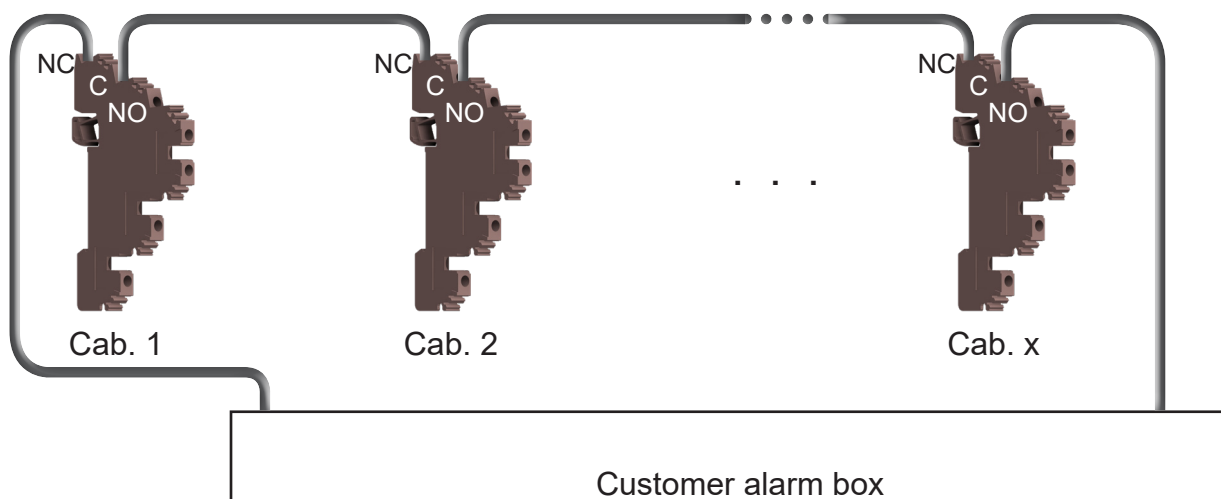 NC C NO
NC C NO
NC C NO
. . .
Cab. 1
Cab. 2
Cab. x
Customer alarm box